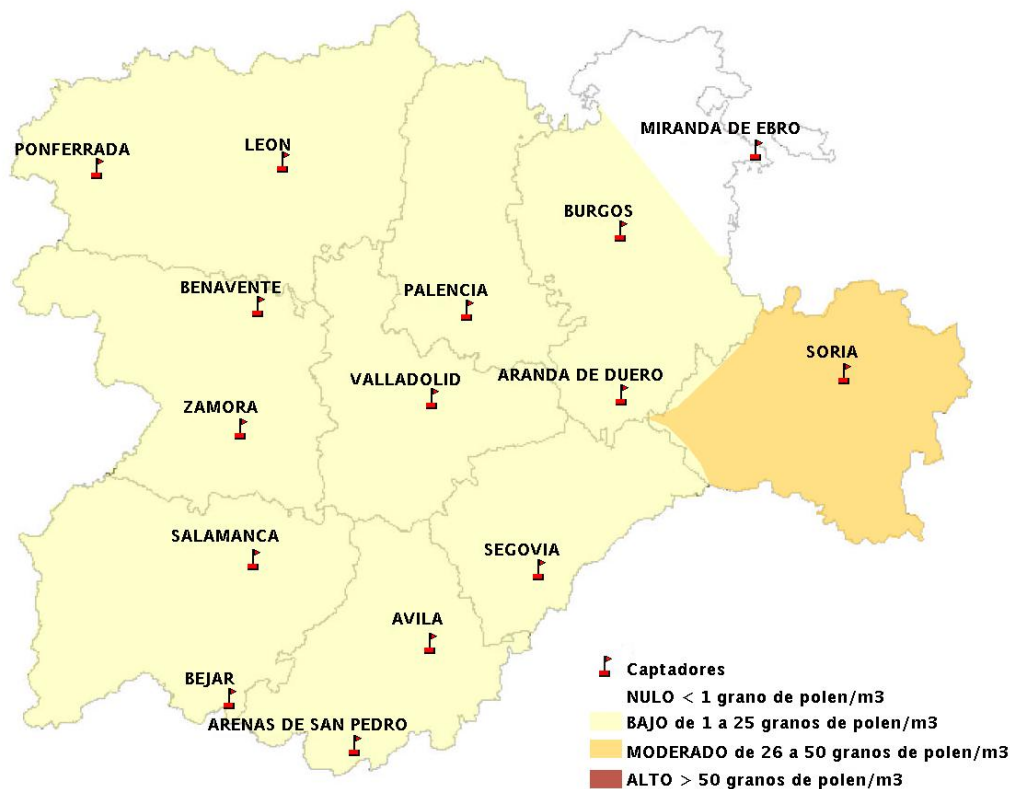 MIRANDA DE EBRO
PONFERRADA
LEON
BURGOS
BENAVENTE
PALENCIA
SORIA
VALLADOLID
ARANDA DE DUERO
ZAMORA
SALAMANCA
SEGOVIA
AVILA
BEJAR
ARENAS DE SAN PEDRO
Captadores
NULO < 1 grano de polen/m3
BAJO de 1 a 25 granos de polen/m3
MODERADO de 26 a 50 granos de polen/m3
ALTO > 50 granos de polen/m3